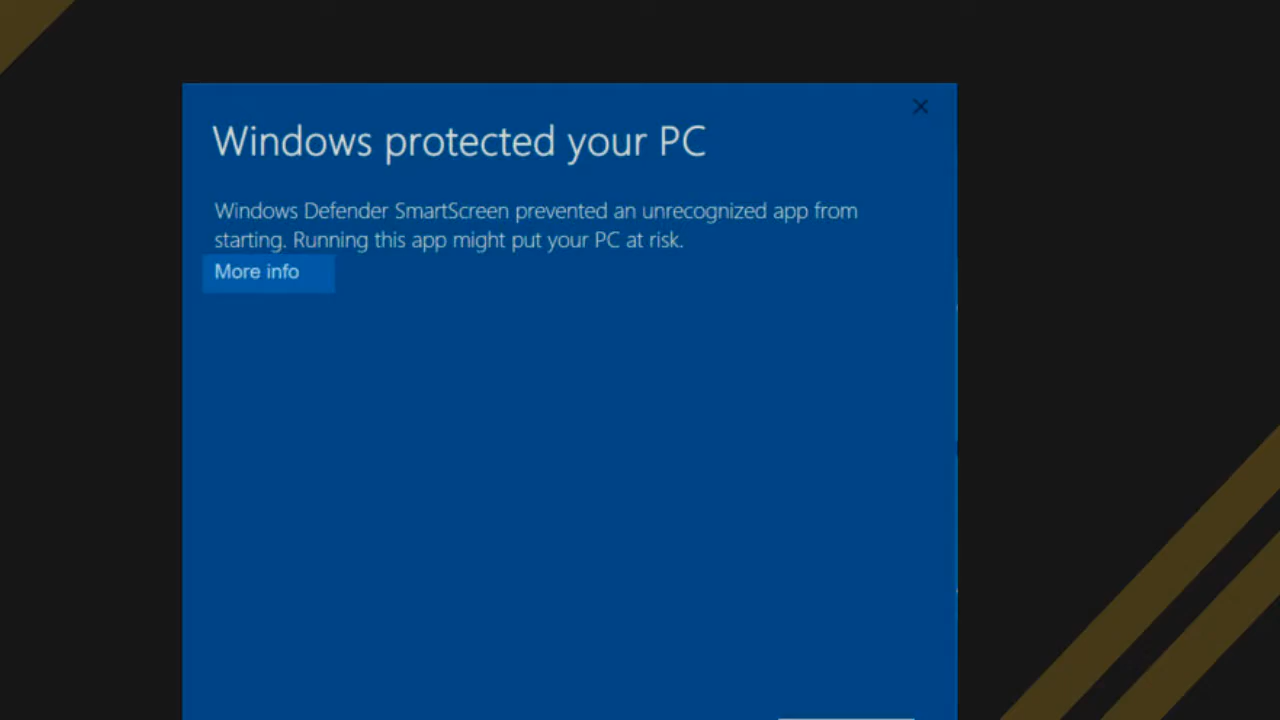 Windows protected your PC
Windows Defender SmartScreen prevented an unrecognized app from
starting. Running this app might put your PC at risk.
More info